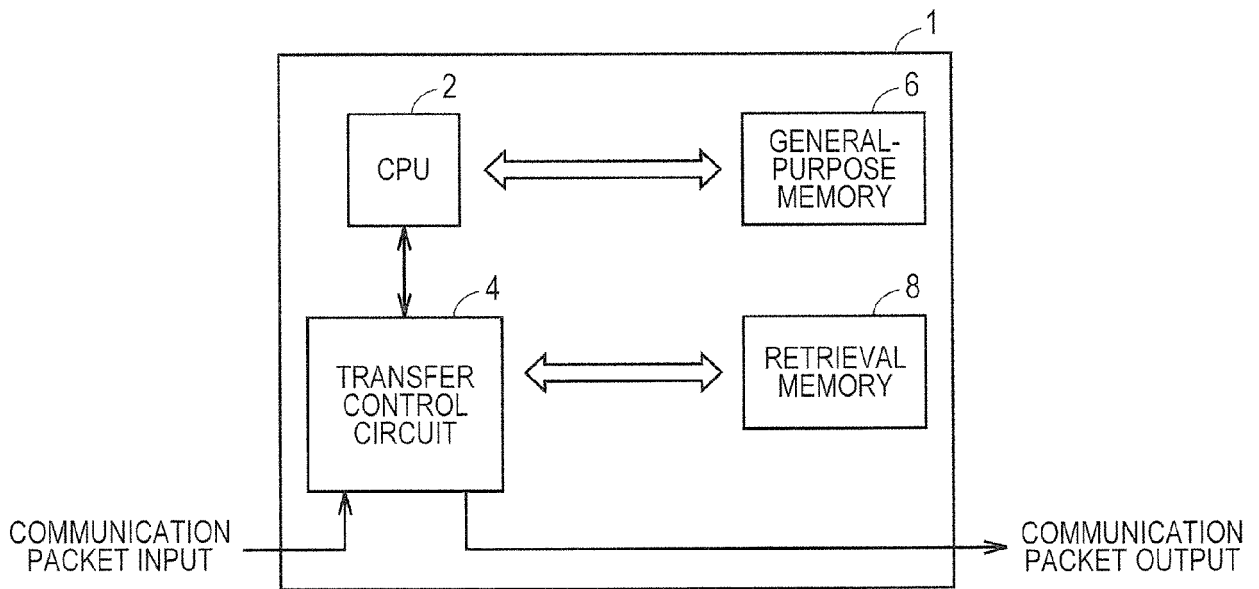 1
2
CPU
6
GENERAL-
PURPOSE
MEMORY
4
TRANSFER
CONTROL
CIRCUIT
8
RETRIEVAL
MEMORY
COMMUNICATION
PACKET INPUT
COMMUNICATION
PACKET OUTPUT